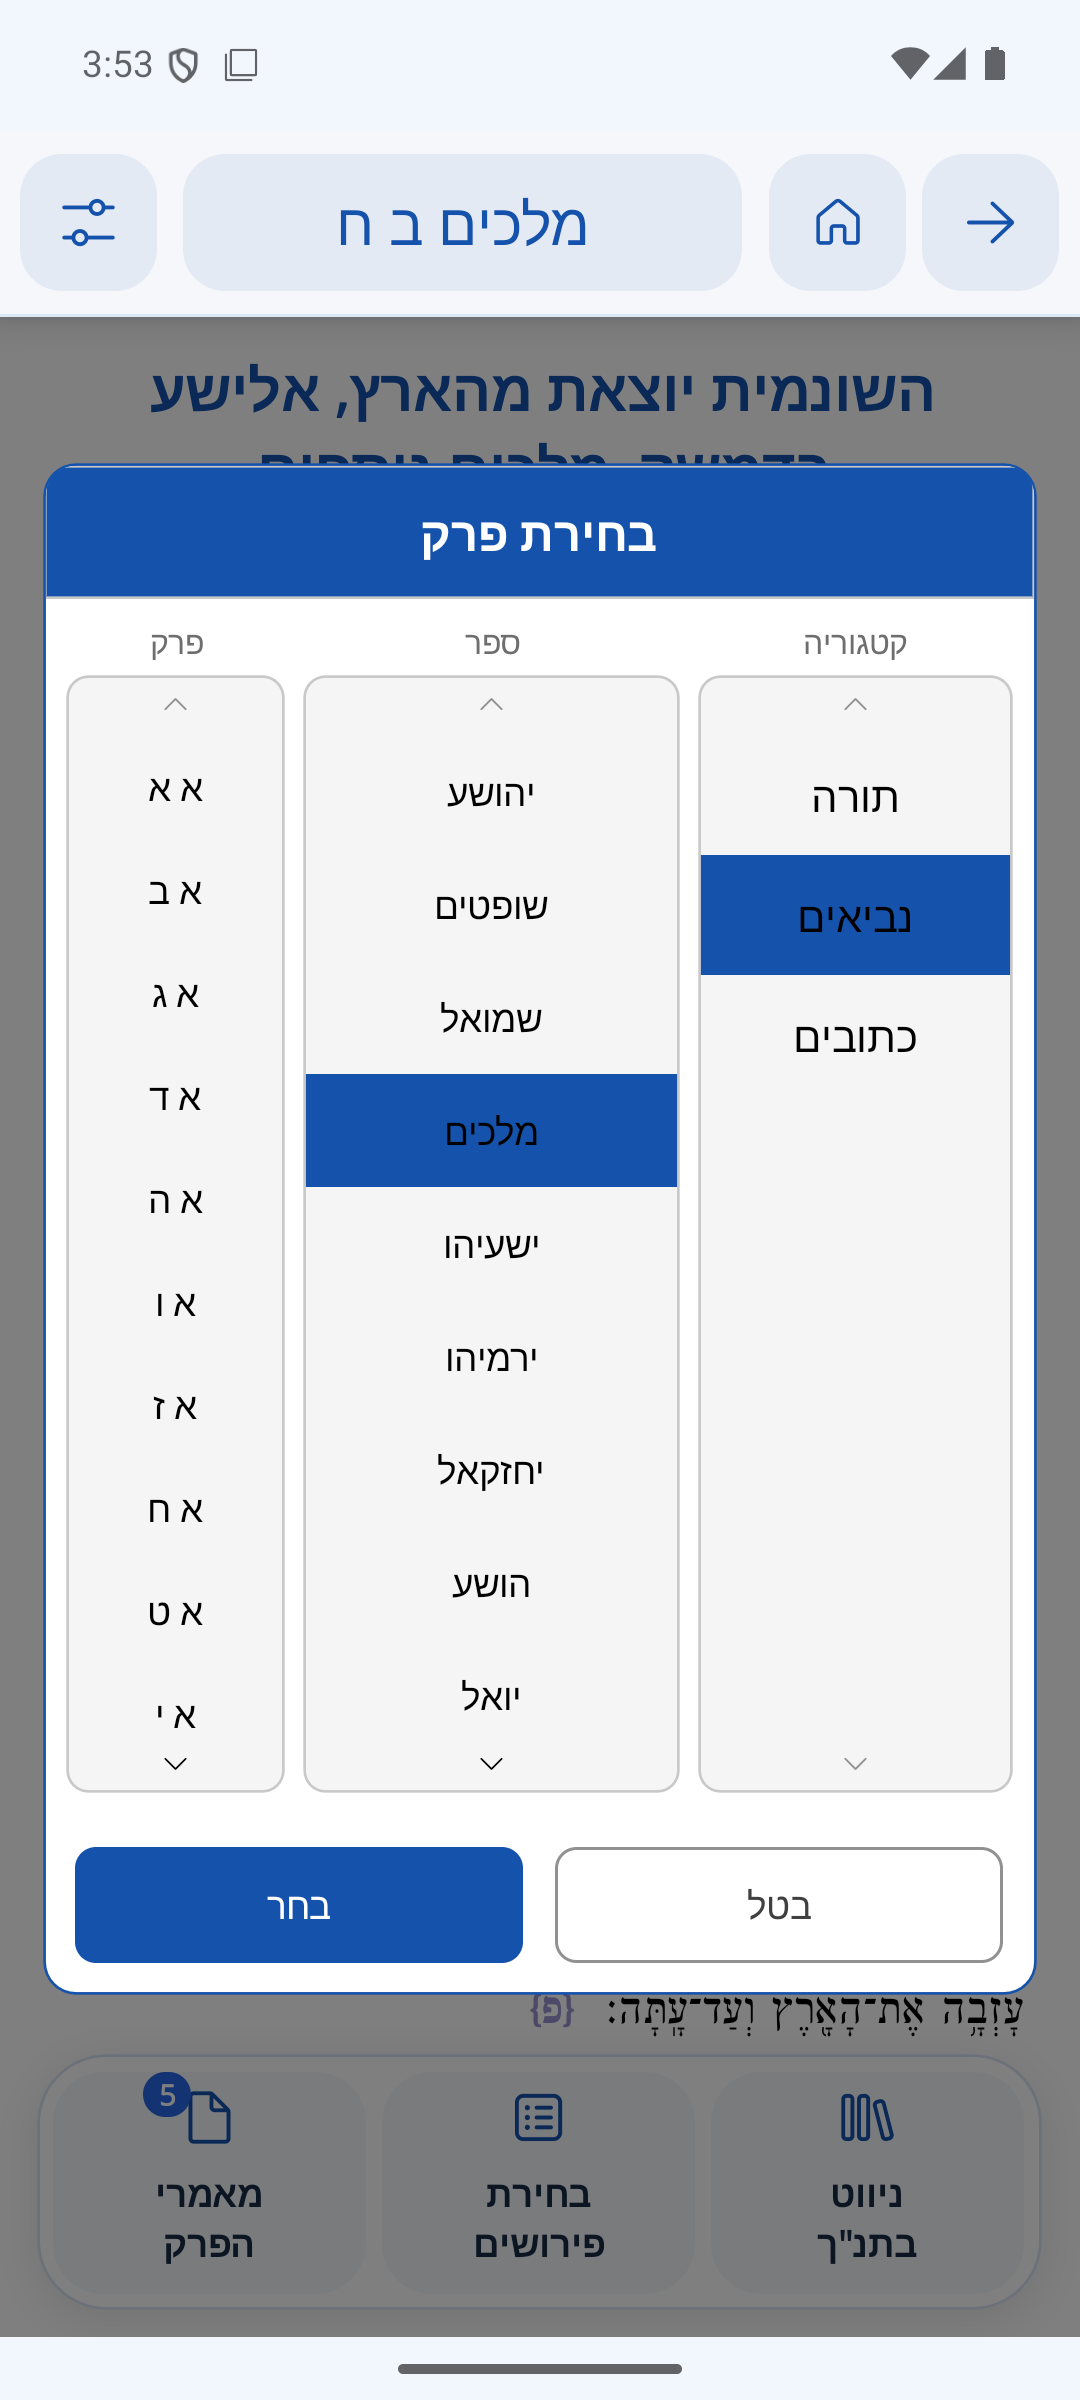 3:53
מלכים ב ח
השונמית יוצאת מהארץ, אלישע
בחירת פרק
קטגוריה
תורה
נביאים
כתובים
ספר
יהושע
שופטים
שמואל
מלכים
ישעיהו
ירמיהו
יחזקאל
הושע
יואל
פרק
א א
א ב
א ג
א ד
א ה
א ו
א ז
א ח
א ט
א י
בטל
בחר
עָזְבָ֥ה אֶת־הָאָ֖רֶץ וְעַד־עָֽתָּה׃ {פ}
ניווט
בתנ"ך
בחירת
פירושים
5
מאמרי
הפרק